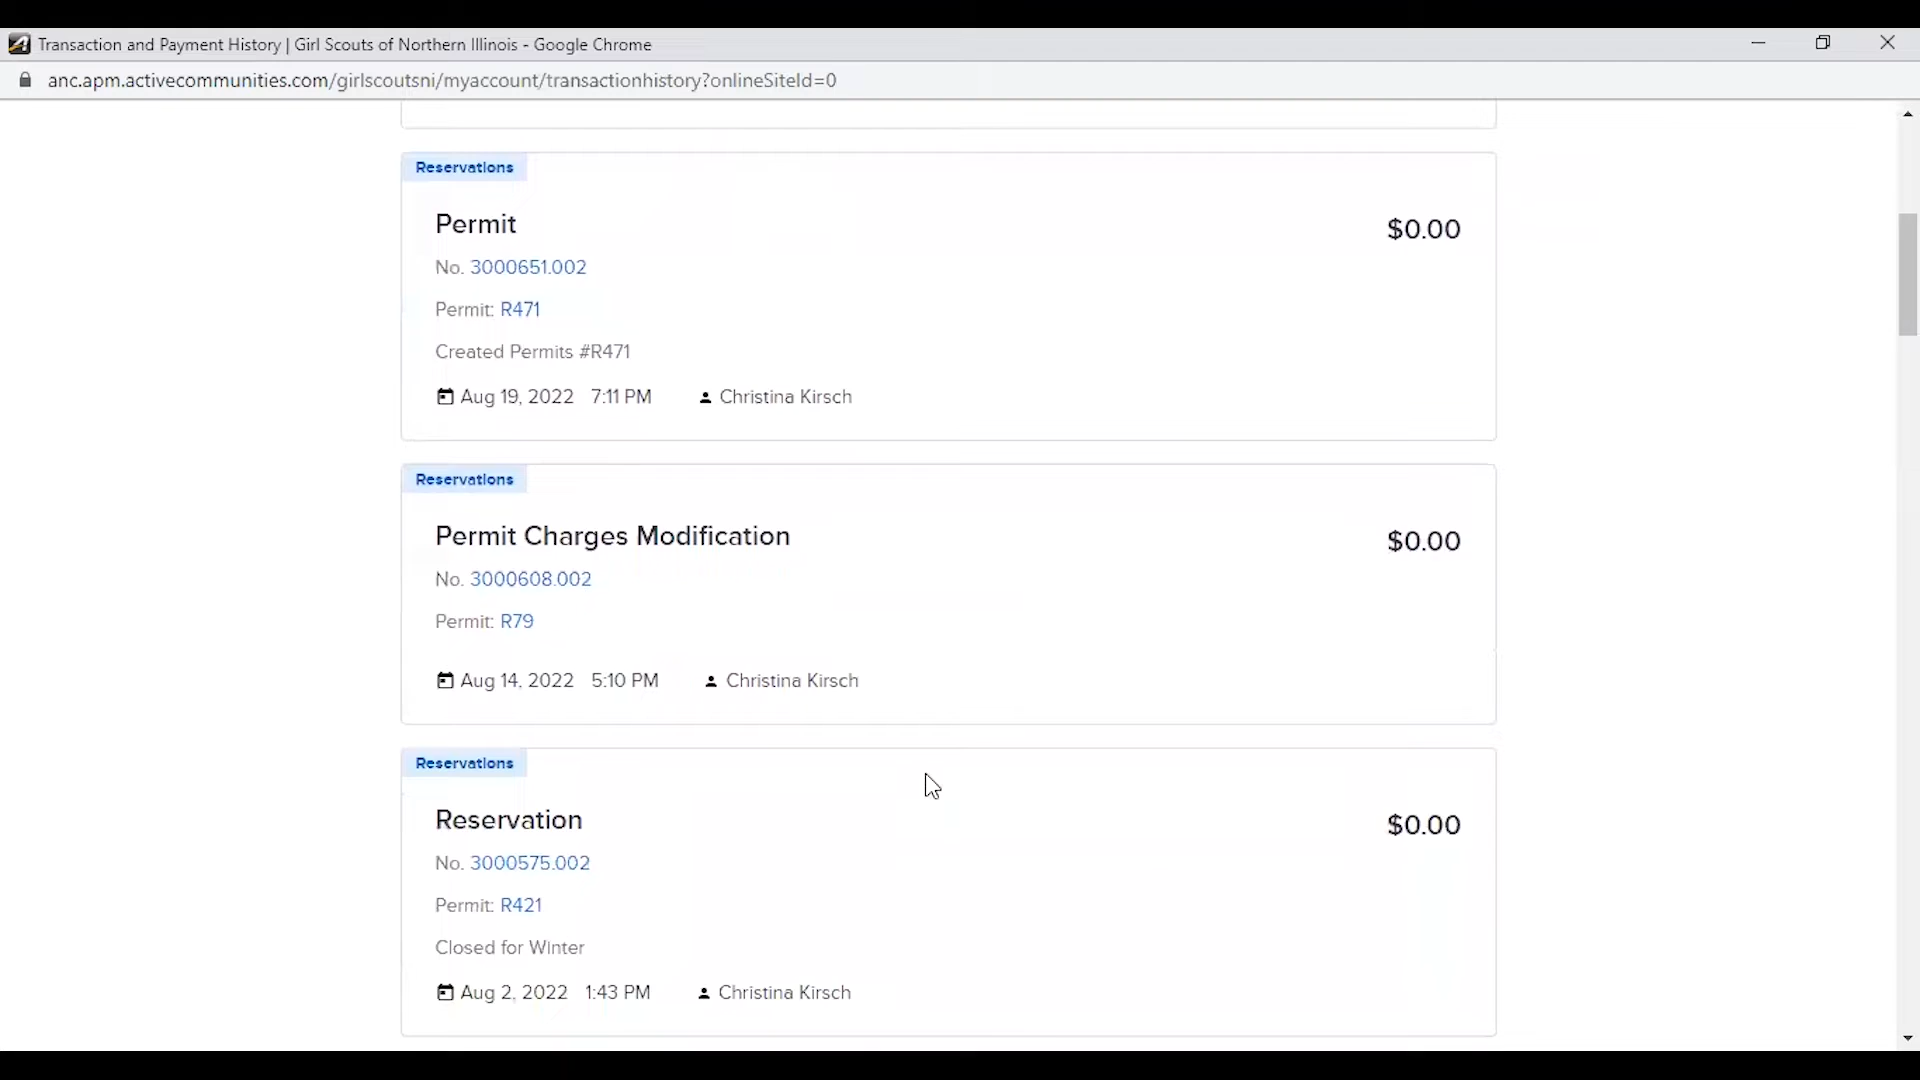 Transaction and Payment History | Girl Scouts of Northern Illinois - Google Chrome
anc.apm.activecommunities.com/girlscoutsni/myaccount/transactionhistory?onlineSiteId=0
Reservations
Permit
$0.00
No. 3000651.002
Permit: R471
Created Permits #R471
Aug 19, 2022 7:11 PM Christina Kirsch
Reservations
Permit Charges Modification
$0.00
No. 3000608.002
Permit: R79
Aug 14, 2022 5:10 PM Christina Kirsch
Reservations
Reservation
$0.00
No. 3000575.002
Permit: R421
Closed for Winter
Aug 2, 2022 1:43 PM Christina Kirsch